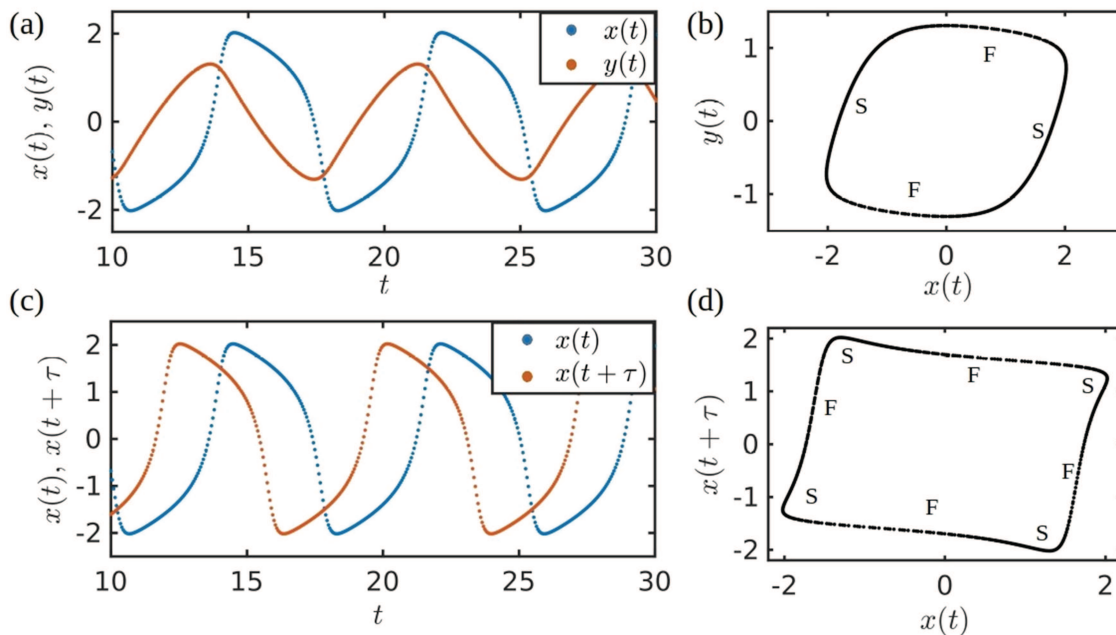 (a)
x(t), y(t)
2
0
-2
10 15 20 25 30
t
x(t)
y(t)
(b)
y(t)
1
0
-1
-2 0 2
x(t)
F
S
S
F
(c)
x(t), x(t + τ)
2
1
0
-1
-2
10 15 20 25 30
t
x(t)
x(t + τ)
(d)
x(t + τ)
2
1
0
-1
-2
-2 0 2
x(t)
S
F
S
F
F
S
F
S